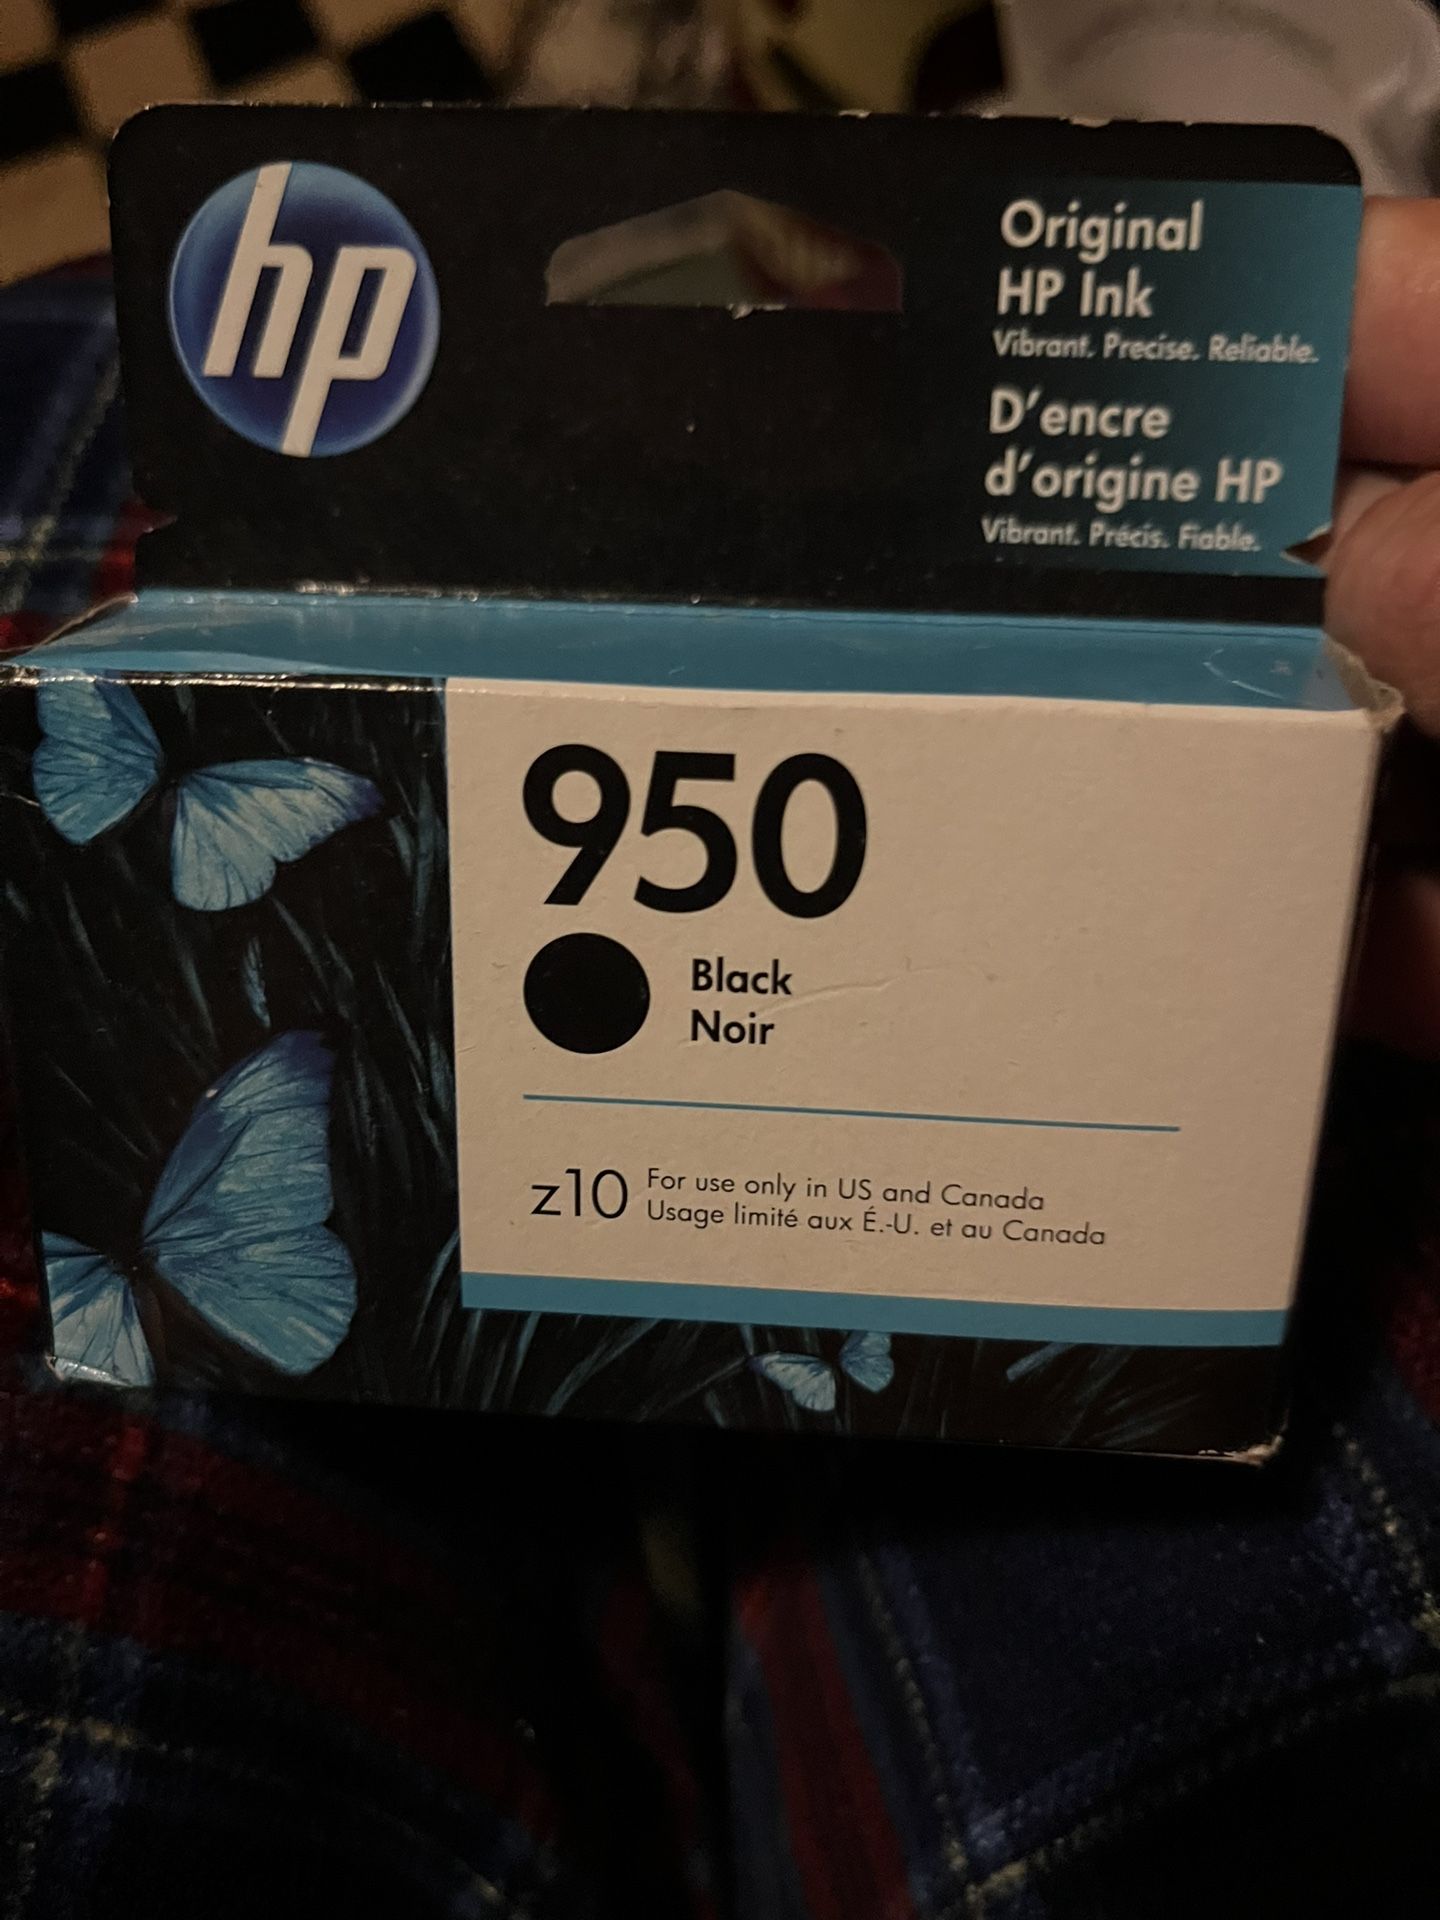 hp
Original
HP Ink
Vibrant. Precise. Reliable.
D'encre
d'origine HP
Vibrant. Précis. Fiable.
950
Black
Noir
z10
For use only in US and Canada
Usage limité aux É.-U. et au Canada